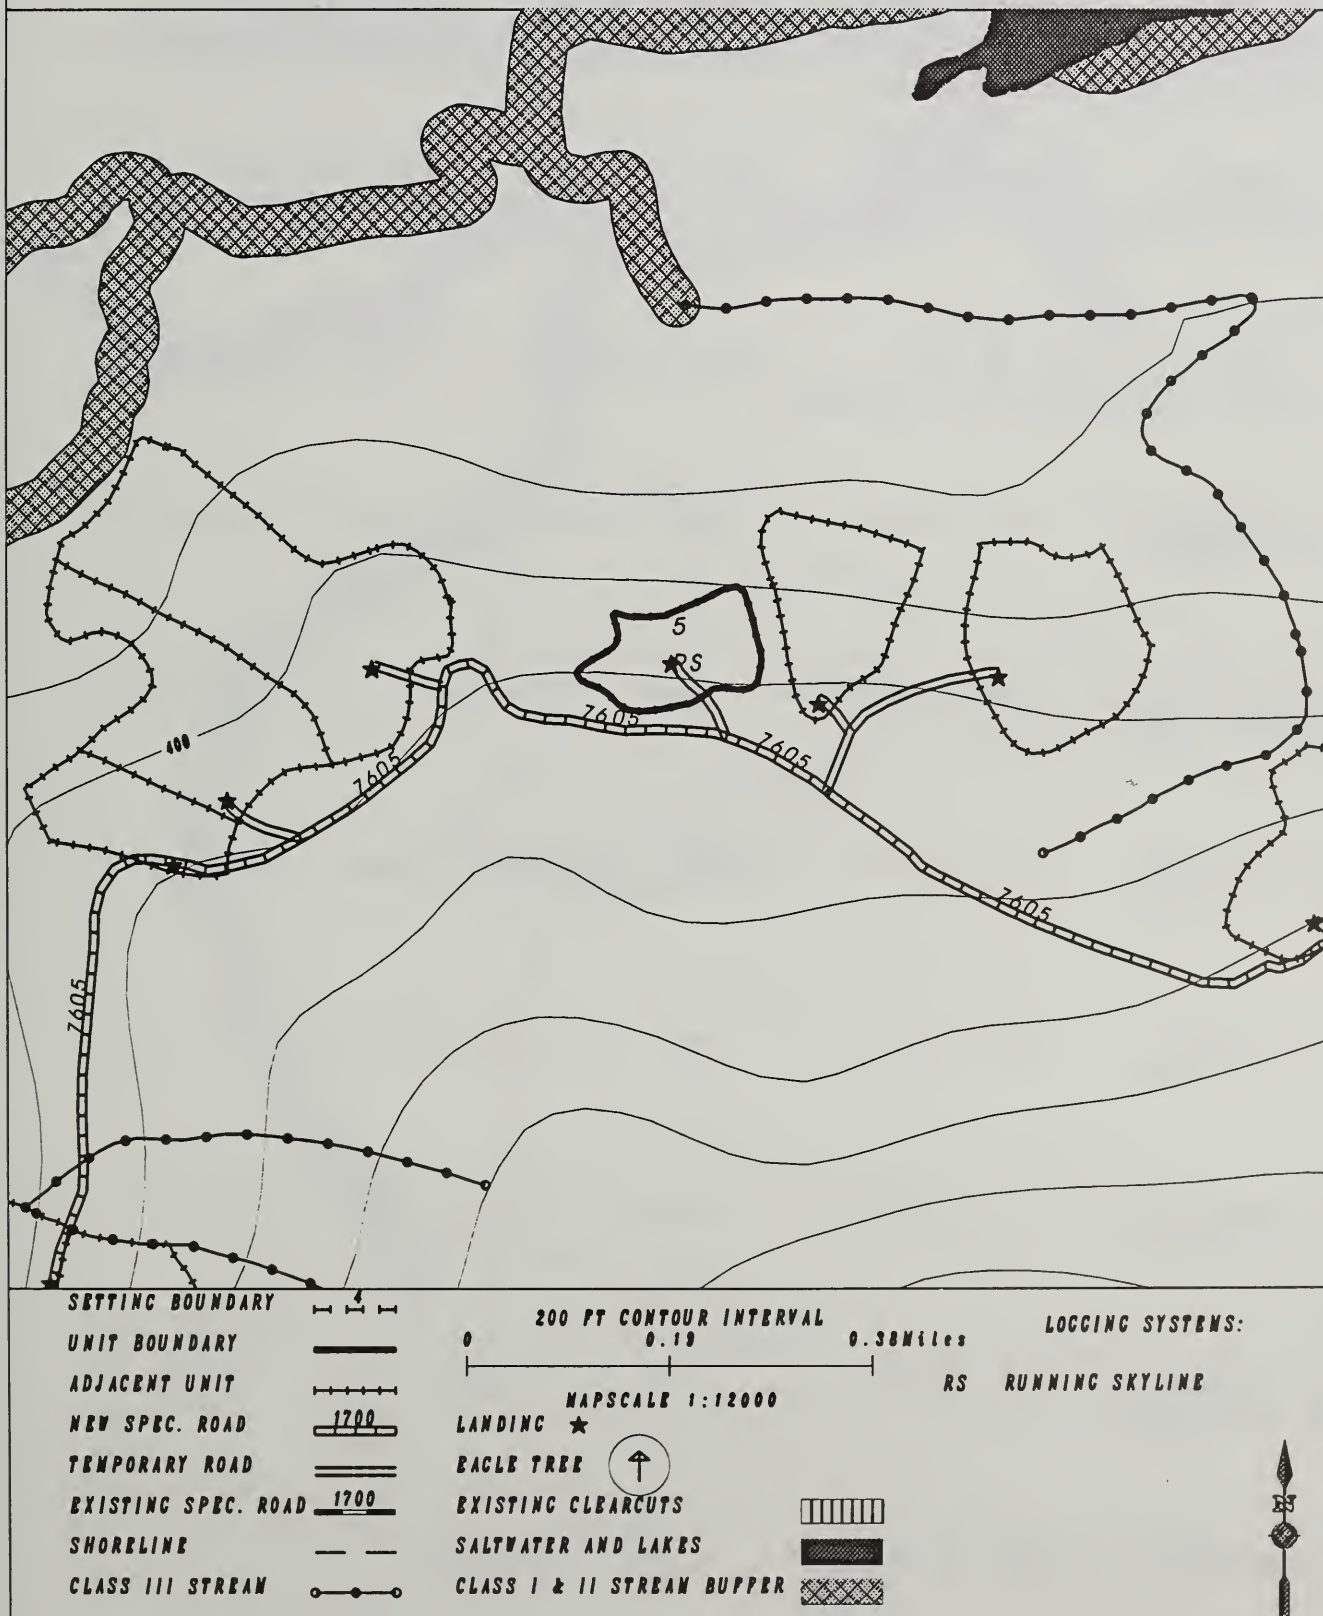 5
RS
7605
7605
400
7605
7605
7605
SETTING BOUNDARY 4
UNIT BOUNDARY
ADJACENT UNIT
NEW SPEC. ROAD 1700
TEMPORARY ROAD
EXISTING SPEC. ROAD 1700
SHORELINE
CLASS III STREAM
200 FT CONTOUR INTERVAL
0 0.19 0.38Miles
MAPSCALE 1:12000
LANDING
EAGLE TREE
EXISTING CLEARCUTS
SALTWATER AND LAKES
CLASS I & II STREAM BUFFER
LOGGING SYSTEMS:
RS RUNNING SKYLINE
N